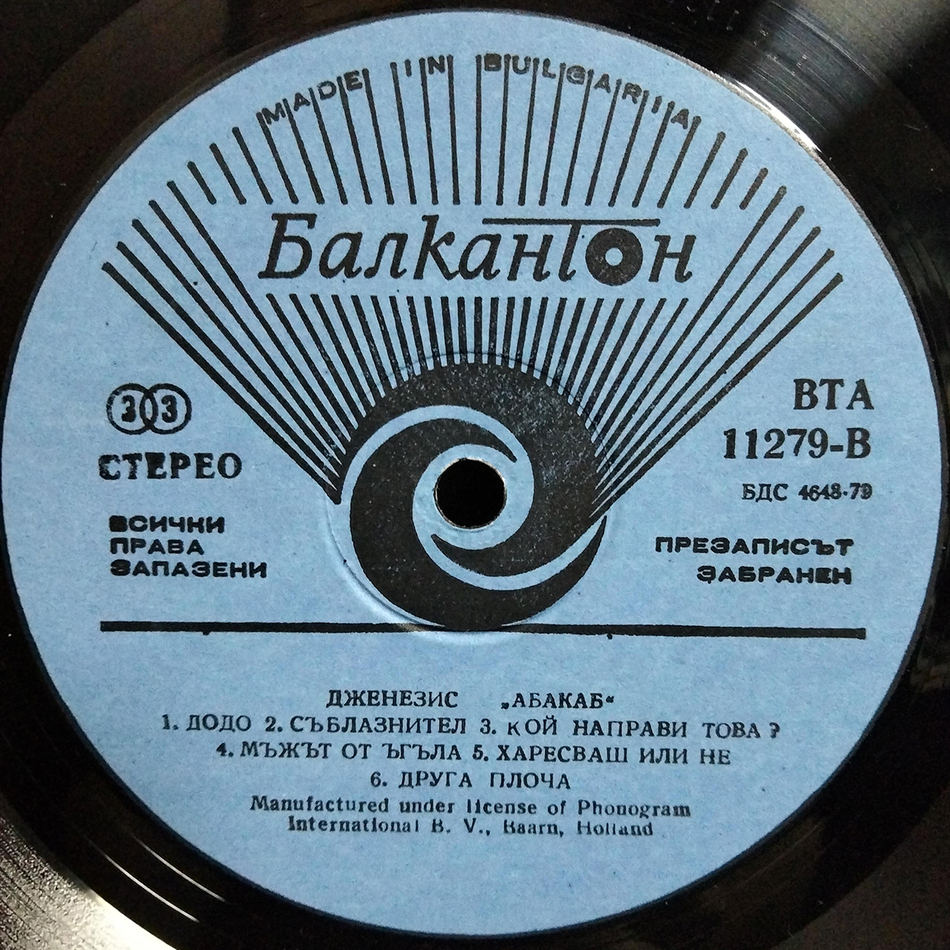 MADE IN BULGARIA
Балкантон
33
СТЕРЕО
ВСИЧКИ
ПРАВА
ЗАПАЗЕНИ
ВТА
11279-В
БДС 4648-79
ПРЕЗАПИСЪТ
ЗАБРАНЕН
ДЖЕНЕЗИС „АБАКАБ“
1. ДОДО 2. СЪБЛАЗНИТЕЛ 3. КОЙ НАПРАВИ ТОВА?
4. МЪЖЪТ ОТ ЪГЪЛА 5. ХАРЕСВАШ ИЛИ НЕ
6. ДРУГА ПЛОЧА
Manufactured under license of Phonogram
International B. V., Baarn, Holland